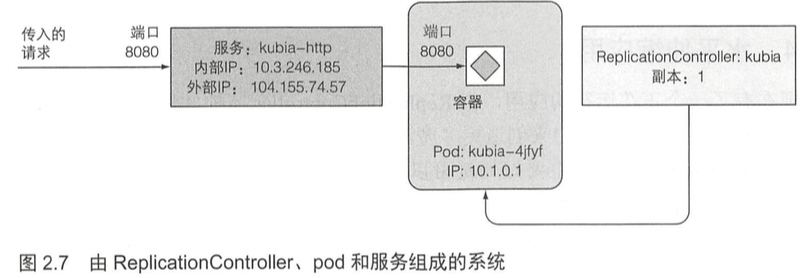 传入的
请求
端口
8080
服务：kubia-http
内部IP：10.3.246.185
外部IP：104.155.74.57
端口
8080
容器
Pod: kubia-4jfyf
IP: 10.1.0.1
ReplicationController: kubia
副本：1
图 2.7 由 ReplicationController、pod 和服务组成的系统